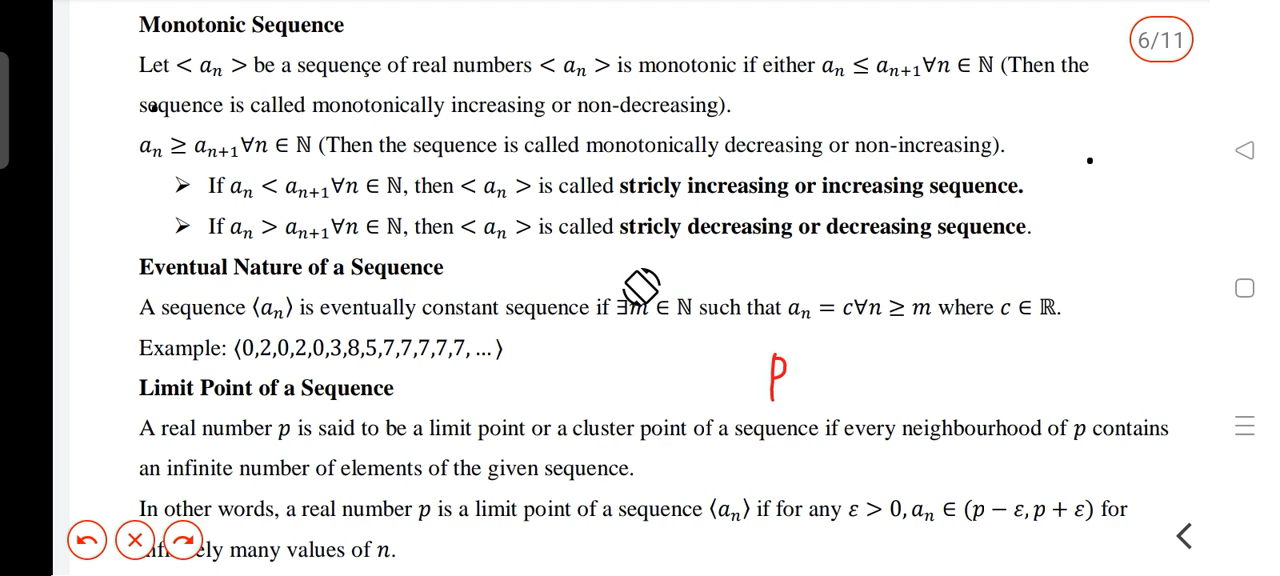 Monotonic Sequence
6/11
Let < aₙ > be a sequençe of real numbers < aₙ > is monotonic if either aₙ ≤ aₙ₊₁∀n ∈ ℕ (Then the
sequence is called monotonically increasing or non-decreasing).
aₙ ≥ aₙ₊₁∀n ∈ ℕ (Then the sequence is called monotonically decreasing or non-increasing).
➢ If aₙ < aₙ₊₁∀n ∈ ℕ, then < aₙ > is called stricly increasing or increasing sequence.
➢ If aₙ > aₙ₊₁∀n ∈ ℕ, then < aₙ > is called stricly decreasing or decreasing sequence.
Eventual Nature of a Sequence
A sequence ⟨aₙ⟩ is eventually constant sequence if ∃m ∈ ℕ such that aₙ = c∀n ≥ m where c ∈ ℝ.
Example: ⟨0,2,0,2,0,3,8,5,7,7,7,7,7, ... ⟩
P
Limit Point of a Sequence
A real number p is said to be a limit point or a cluster point of a sequence if every neighbourhood of p contains
an infinite number of elements of the given sequence.
In other words, a real number p is a limit point of a sequence ⟨aₙ⟩ if for any ε > 0, aₙ ∈ (p − ε, p + ε) for
many values of n.